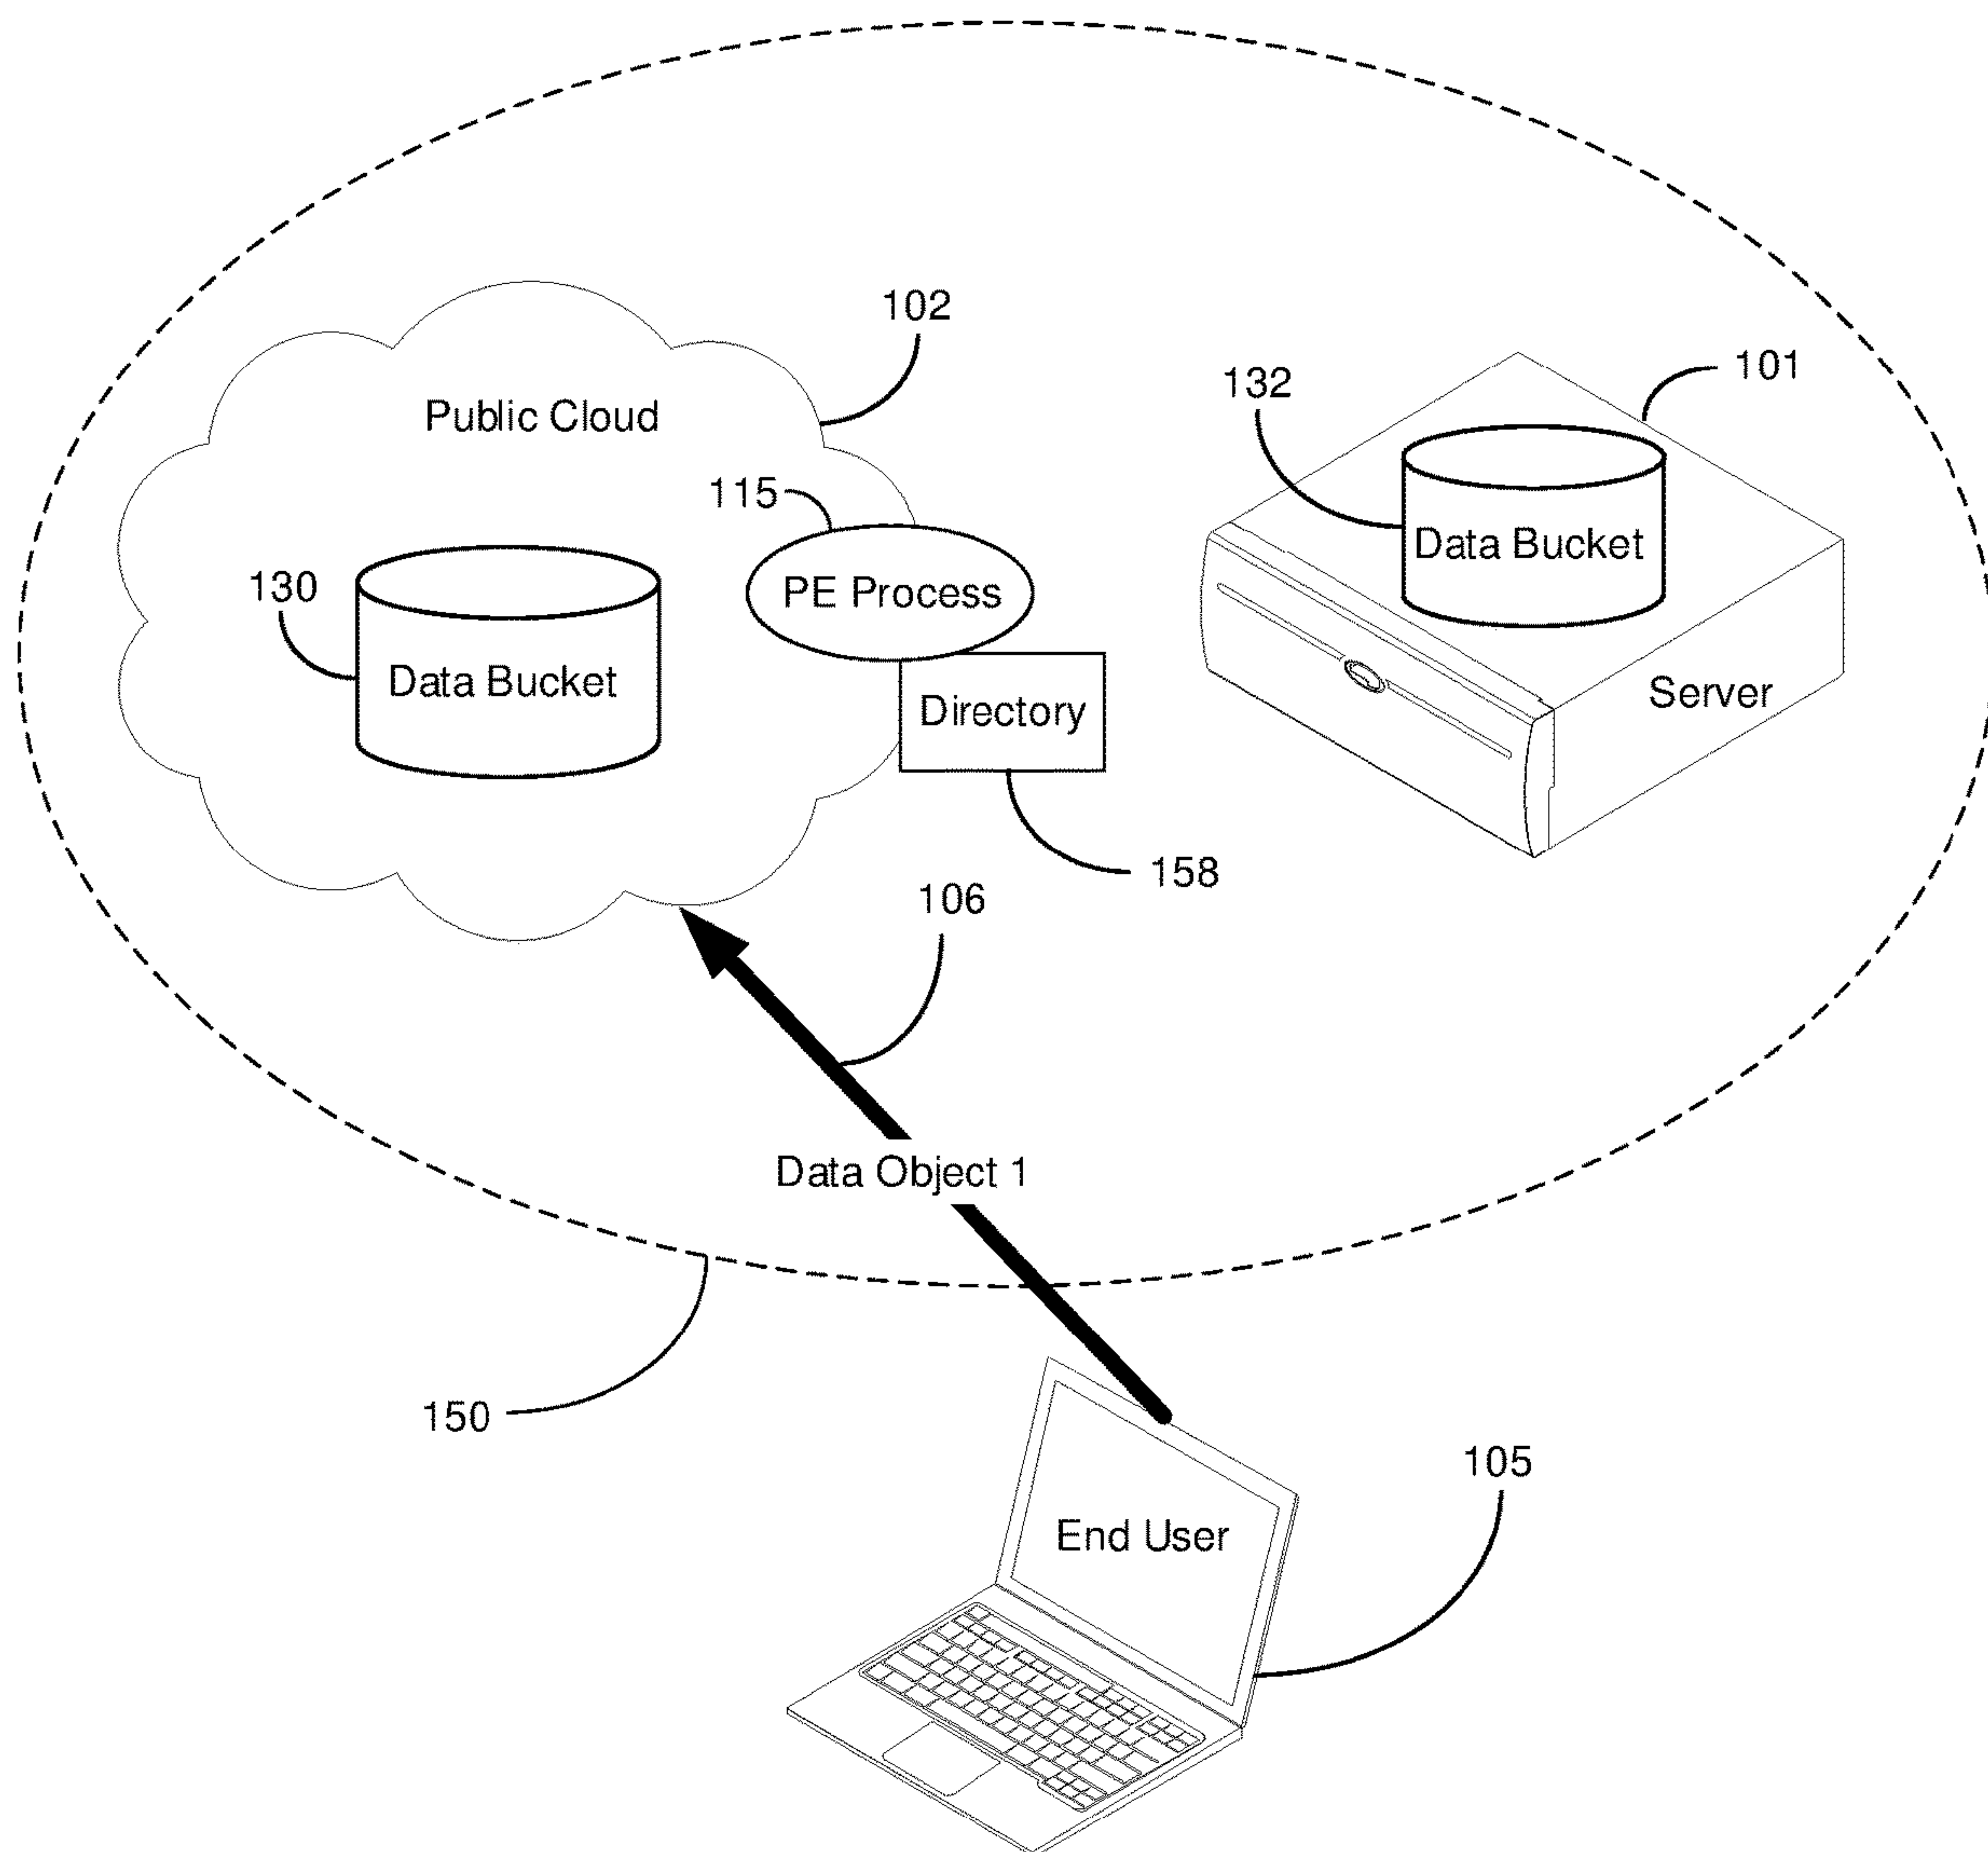 102
101
132
Public Cloud
115
Data Bucket
130
PE Process
Data Bucket
Server
Directory
158
106
Data Object 1
150
105
End User